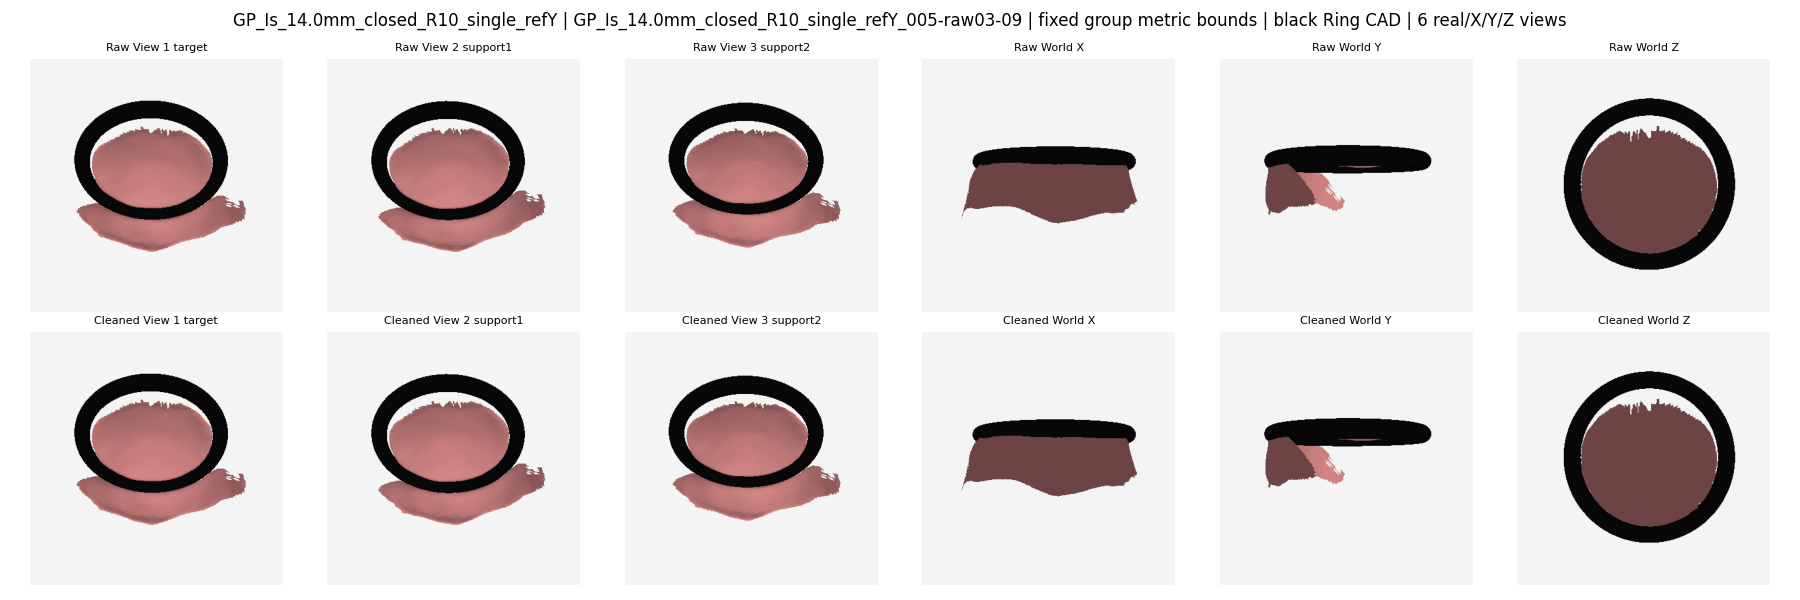 GP_Is_14.0mm_closed_R10_single_refY | GP_Is_14.0mm_closed_R10_single_refY_005-raw03-09 | fixed group metric bounds | black Ring CAD | 6 real/X/Y/Z views
Raw View 1 target
Raw View 2 support1
Raw View 3 support2
Raw World X
Raw World Y
Raw World Z
Cleaned View 1 target
Cleaned View 2 support1
Cleaned View 3 support2
Cleaned World X
Cleaned World Y
Cleaned World Z